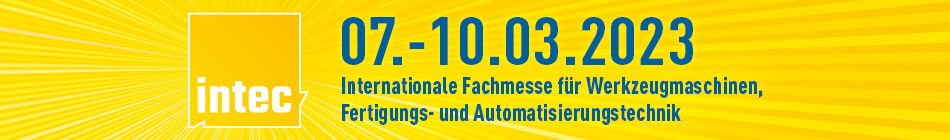 intec
07.-10.03.2023
Internationale Fachmesse für Werkzeugmaschinen,
Fertigungs- und Automatisierungstechnik